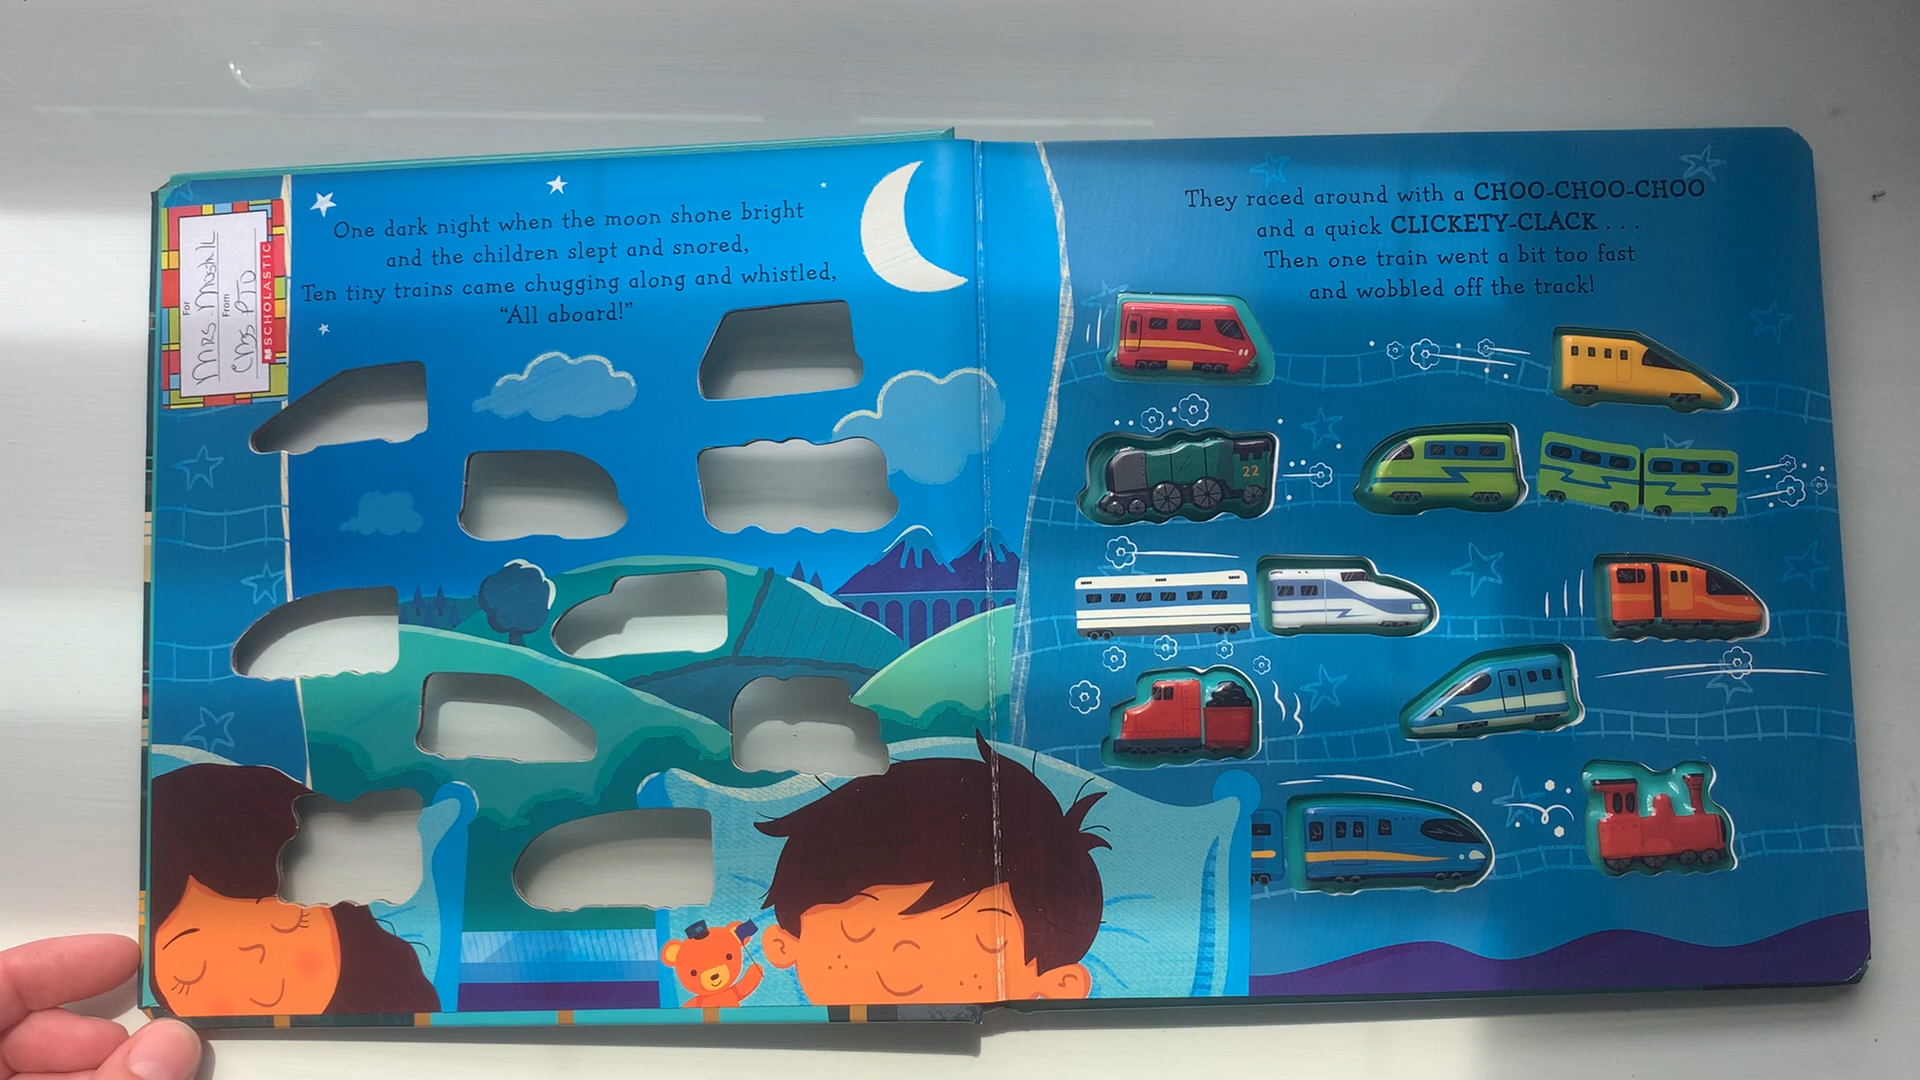 For
Mrs. 
From
PTO
SCHOLASTIC
One dark night when the moon shone bright
and the children slept and snored,
Ten tiny trains came chugging along and whistled,
"All aboard!"
They raced around with a CHOO-CHOO-CHOO
and a quick CLICKETY-CLACK . . .
Then one train went a bit too fast
and wobbled off the track!
22